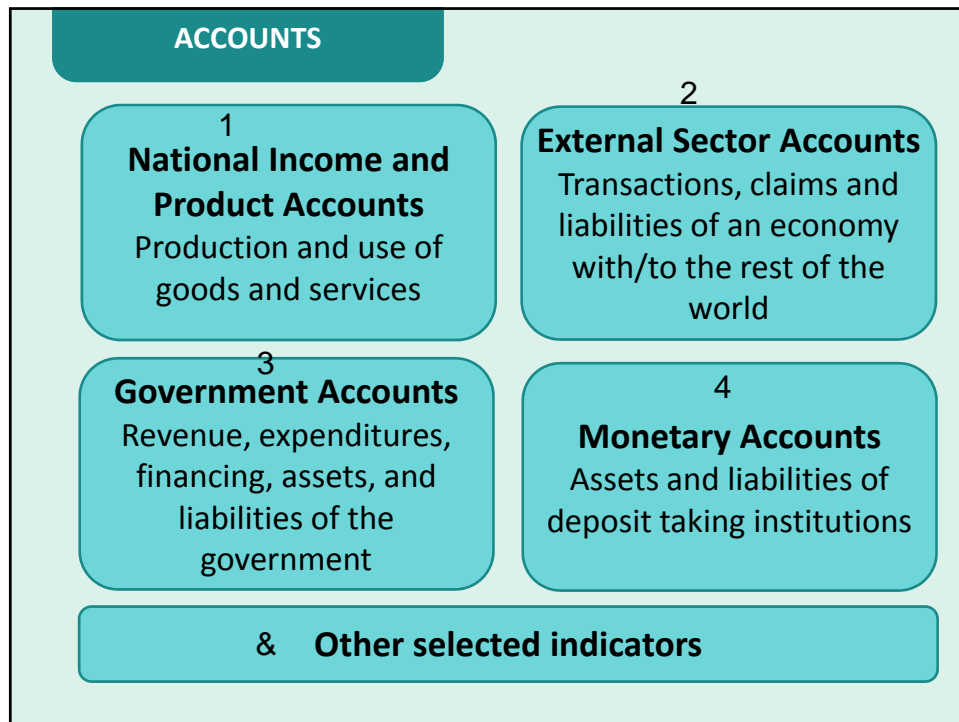 ACCOUNTS
1
National Income and
Product Accounts
Production and use of
goods and services
2
External Sector Accounts
Transactions, claims and
liabilities of an economy
with/to the rest of the
world
3
Government Accounts
Revenue, expenditures,
financing, assets, and
liabilities of the
government
4
Monetary Accounts
Assets and liabilities of
deposit taking institutions
& Other selected indicators